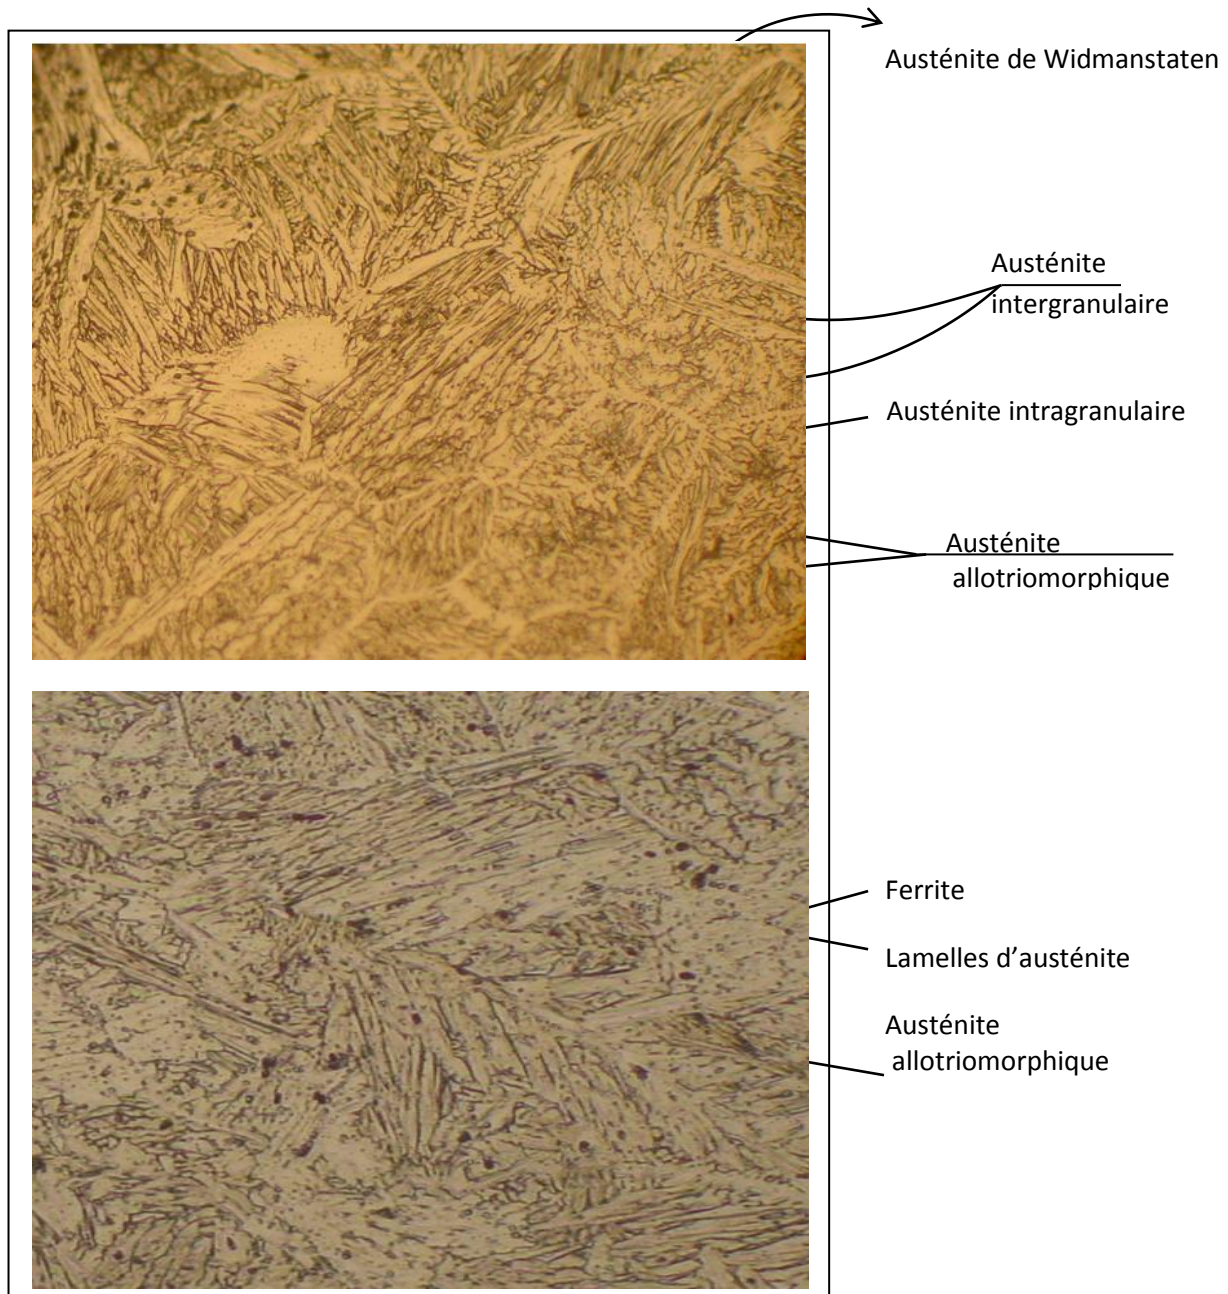 Austénite de Widmanstaten
Austénite
intergranulaire
Austénite intragranulaire
Austénite
allotriomorphique
Ferrite
Lamelles d’austénite
Austénite
allotriomorphique